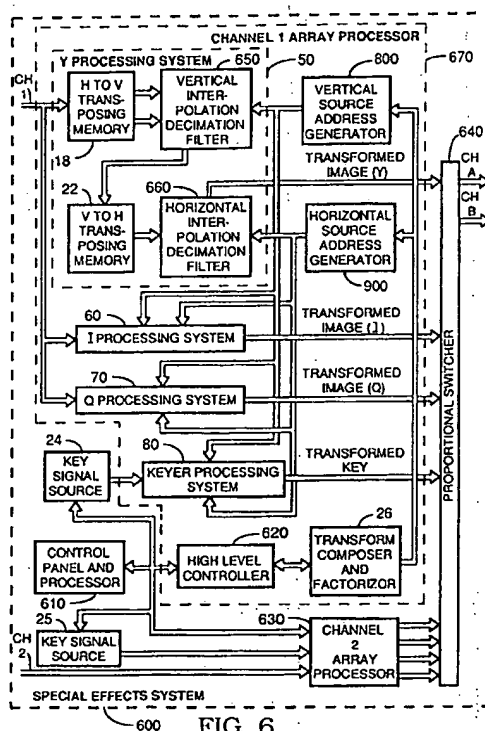 CHANNEL 1 ARRAY PROCESSOR
Y PROCESSING SYSTEM
650
50
800
670
CH
1
H TO V
TRANS-
POSING
MEMORY
18
VERTICAL
INTER-
POLATION
DECIMATION
FILTER
VERTICAL
SOURCE
ADDRESS
GENERATOR
640
CH
A
CH
B
22
660
TRANSFORMED
IMAGE (Y)
V TO H
TRANS-
POSING
MEMORY
HORIZONTAL
INTER-
POLATION
DECIMATION
FILTER
HORIZONTAL
SOURCE
ADDRESS
GENERATOR
900
60
TRANSFORMED
IMAGE (I)
I PROCESSING SYSTEM
70
TRANSFORMED
IMAGE (Q)
Q PROCESSING SYSTEM
24
80
TRANSFORMED
KEY
KEY
SIGNAL
SOURCE
KEYER PROCESSING
SYSTEM
PROPORTIONAL SWITCHER
620
26
CONTROL
PANEL AND
PROCESSOR
610
HIGH LEVEL
CONTROLLER
TRANSFORM
COMPOSER
AND
FACTORIZOR
25
630
KEY
SIGNAL
SOURCE
CH
2
CHANNEL
2
ARRAY
PROCESSOR
SPECIAL EFFECTS SYSTEM
600
FIG. 6